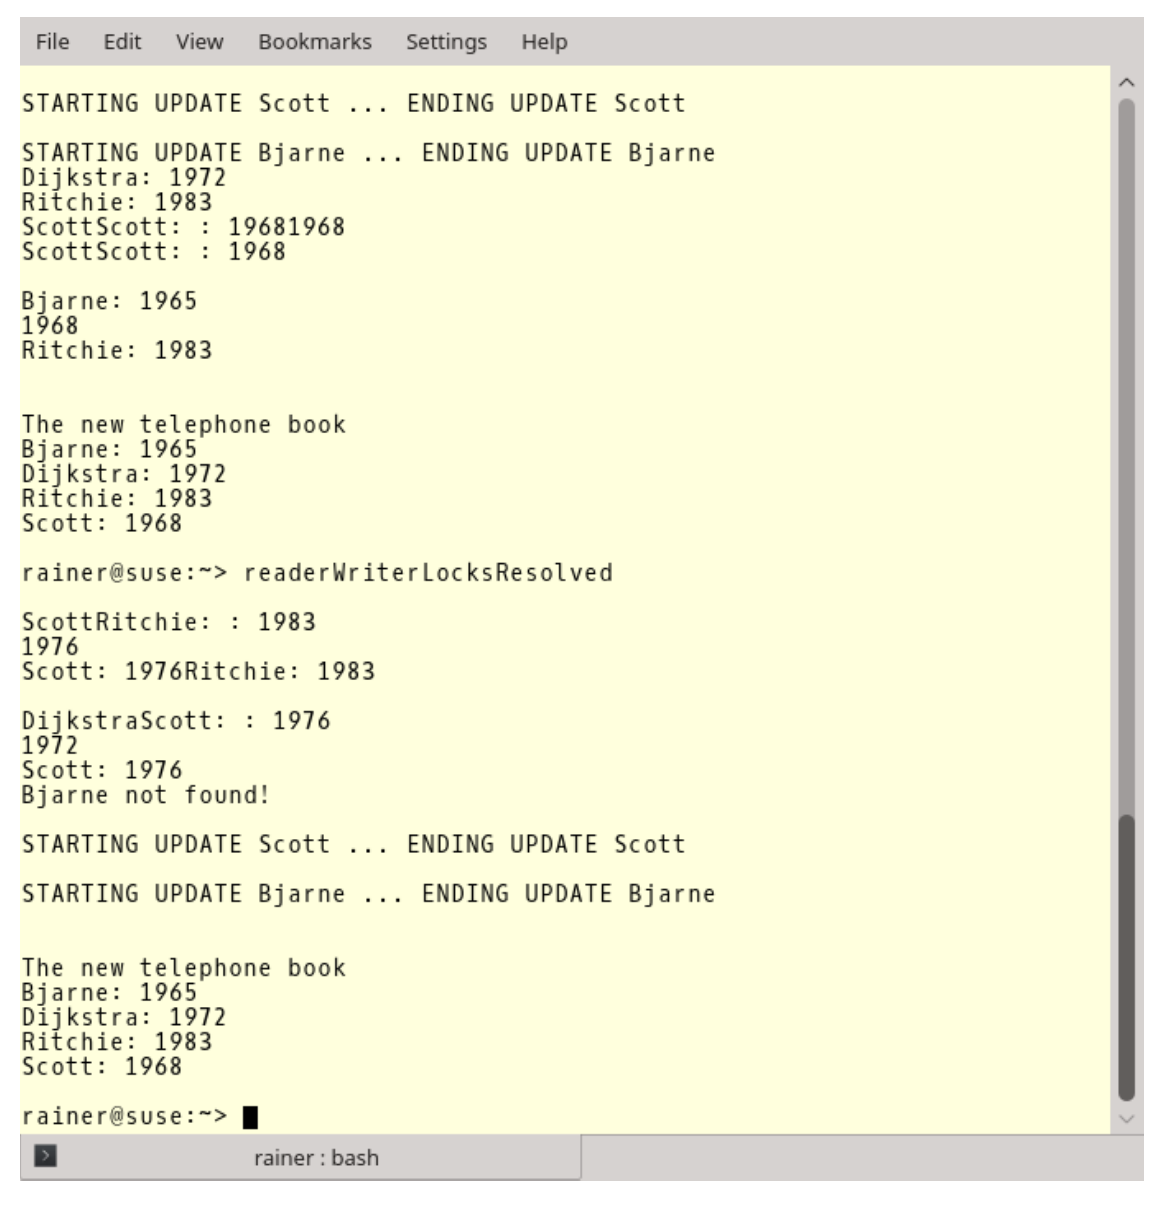 File Edit View Bookmarks Settings Help
STARTING UPDATE Scott ... ENDING UPDATE Scott
STARTING UPDATE Bjarne ... ENDING UPDATE Bjarne
Dijkstra: 1972
Ritchie: 1983
ScottScott: : 19681968
ScottScott: : 1968
Bjarne: 1965
1968
Ritchie: 1983
The new telephone book
Bjarne: 1965
Dijkstra: 1972
Ritchie: 1983
Scott: 1968
rainer@suse:~> readerWriterLocksResolved
ScottRitchie: : 1983
1976
Scott: 1976Ritchie: 1983
DijkstraScott: : 1976
1972
Scott: 1976
Bjarne not found!
STARTING UPDATE Scott ... ENDING UPDATE Scott
STARTING UPDATE Bjarne ... ENDING UPDATE Bjarne
The new telephone book
Bjarne: 1965
Dijkstra: 1972
Ritchie: 1983
Scott: 1968
rainer@suse:~>
rainer : bash